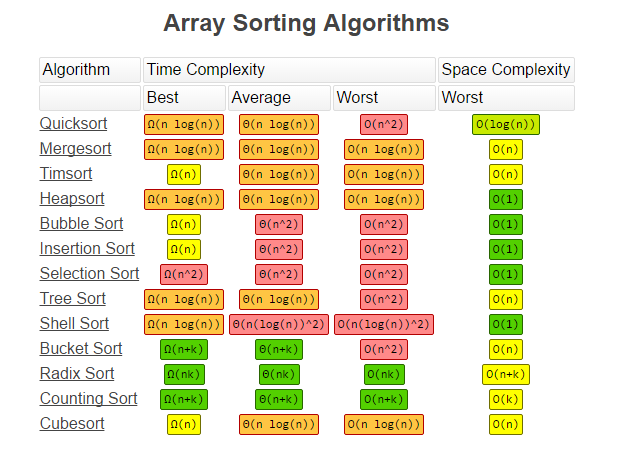 Array Sorting Algorithms
Algorithm Time Complexity Space Complexity
Best Average Worst Worst
Quicksort Ω(n log(n)) Θ(n log(n)) O(n^2) O(log(n))
Mergesort Ω(n log(n)) Θ(n log(n)) O(n log(n)) O(n)
Timsort Ω(n) Θ(n log(n)) O(n log(n)) O(n)
Heapsort Ω(n log(n)) Θ(n log(n)) O(n log(n)) O(1)
Bubble Sort Ω(n) Θ(n^2) O(n^2) O(1)
Insertion Sort Ω(n) Θ(n^2) O(n^2) O(1)
Selection Sort Ω(n^2) Θ(n^2) O(n^2) O(1)
Tree Sort Ω(n log(n)) Θ(n log(n)) O(n^2) O(n)
Shell Sort Ω(n log(n)) Θ(n(log(n))^2) O(n(log(n))^2) O(1)
Bucket Sort Ω(n+k) Θ(n+k) O(n^2) O(n)
Radix Sort Ω(nk) Θ(nk) O(nk) O(n+k)
Counting Sort Ω(n+k) Θ(n+k) O(n+k) O(k)
Cubesort Ω(n) Θ(n log(n)) O(n log(n)) O(n)